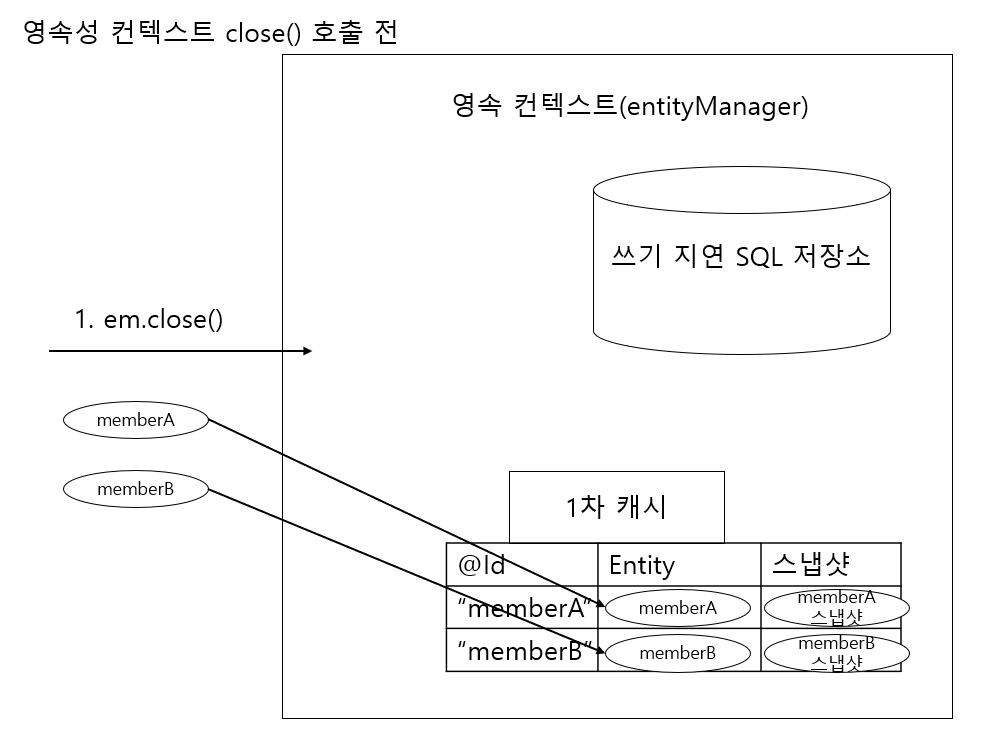 영속성 컨텍스트 close() 호출 전
영속 컨텍스트(entityManager)
쓰기 지연 SQL 저장소
1. em.close()
memberA
memberB
1차 캐시
@Id Entity 스냅샷
“memberA” memberA memberA
스냅샷
“memberB” memberB memberB
스냅샷